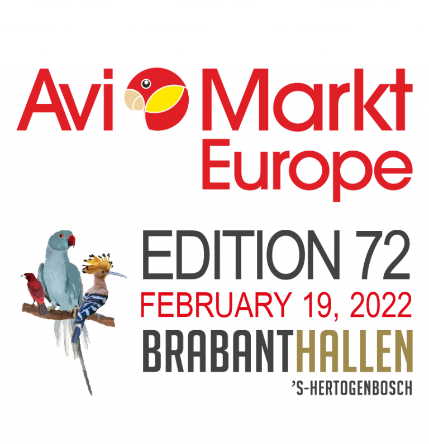 Avi Markt
Europe
EDITION 72
FEBRUARY 19, 2022
BRABANTHALLEN
'S-HERTOGENBOSCH